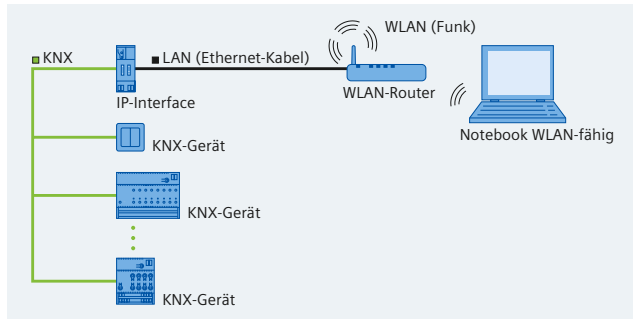 WLAN (Funk)
KNX
LAN (Ethernet-Kabel)
IP-Interface
WLAN-Router
Notebook WLAN-fähig
KNX-Gerät
KNX-Gerät
KNX-Gerät